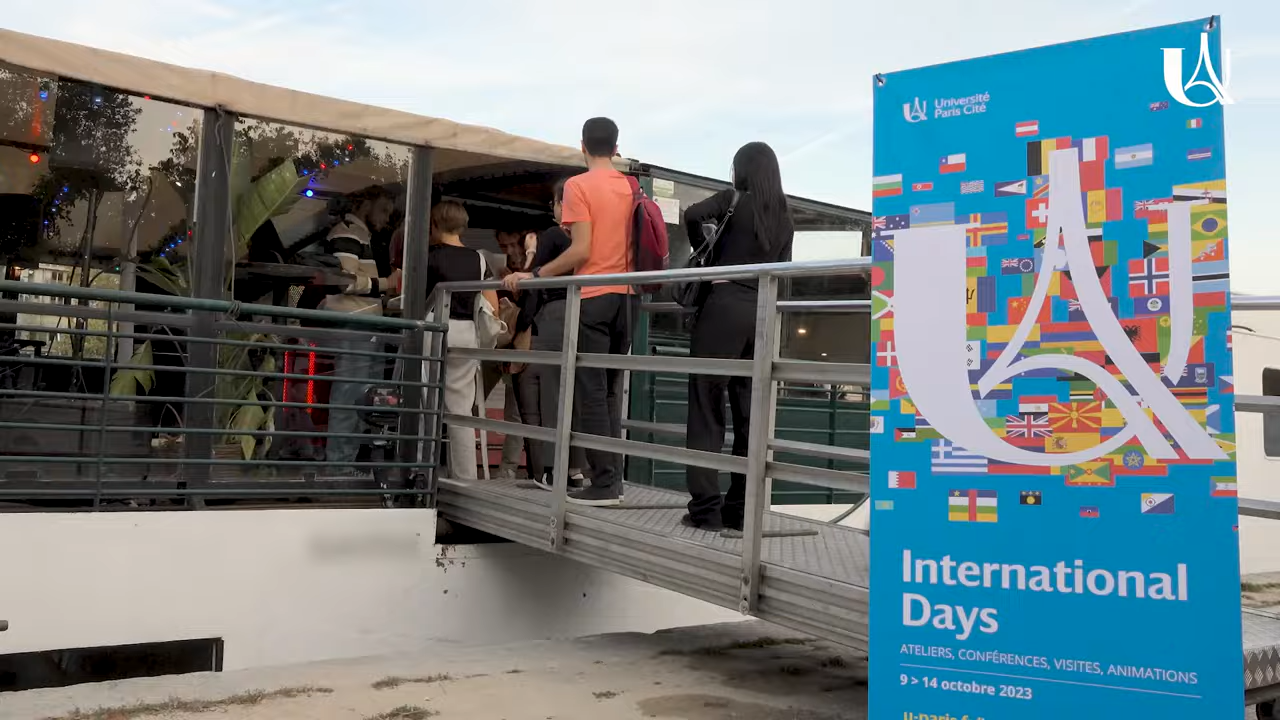 Université
Paris Cité
International
Days
ATELIERS, CONFÉRENCES, VISITES, ANIMATIONS
9 > 14 octobre 2023